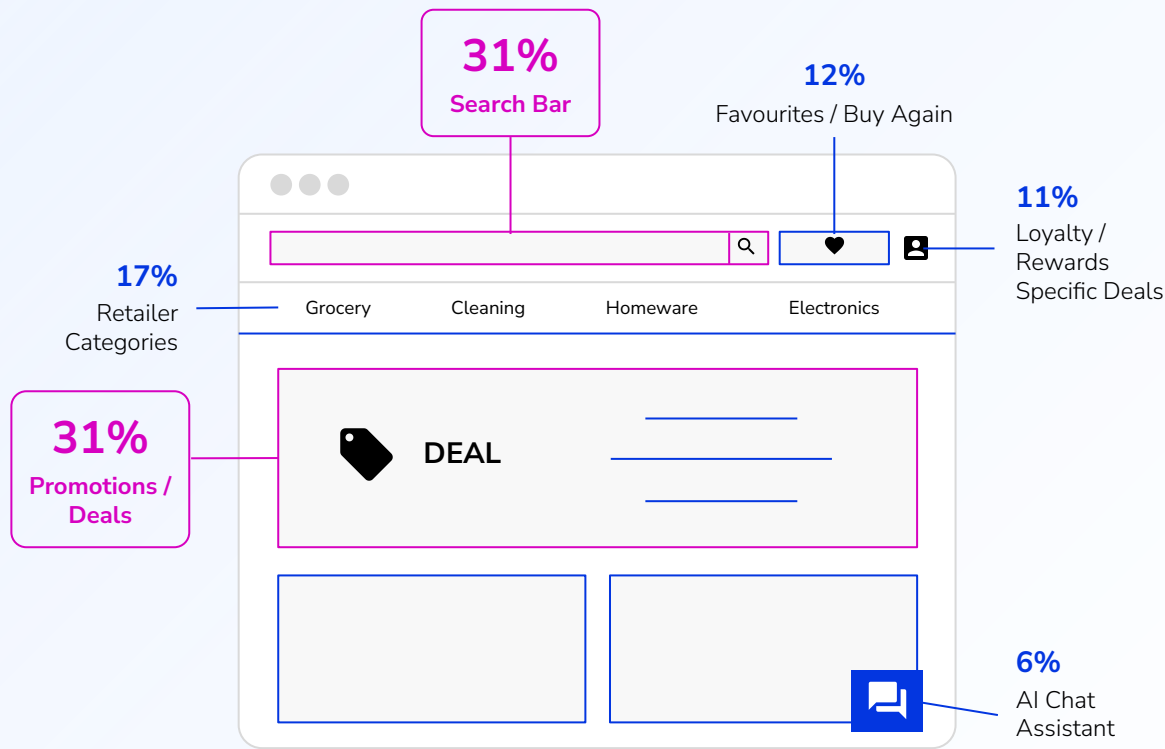 31%
Search Bar
12%
Favourites / Buy Again
11%
Loyalty /
Rewards
Specific Deals
17%
Retailer
Categories
Grocery
Cleaning
Homeware
Electronics
31%
Promotions /
Deals
DEAL
6%
AI Chat
Assistant